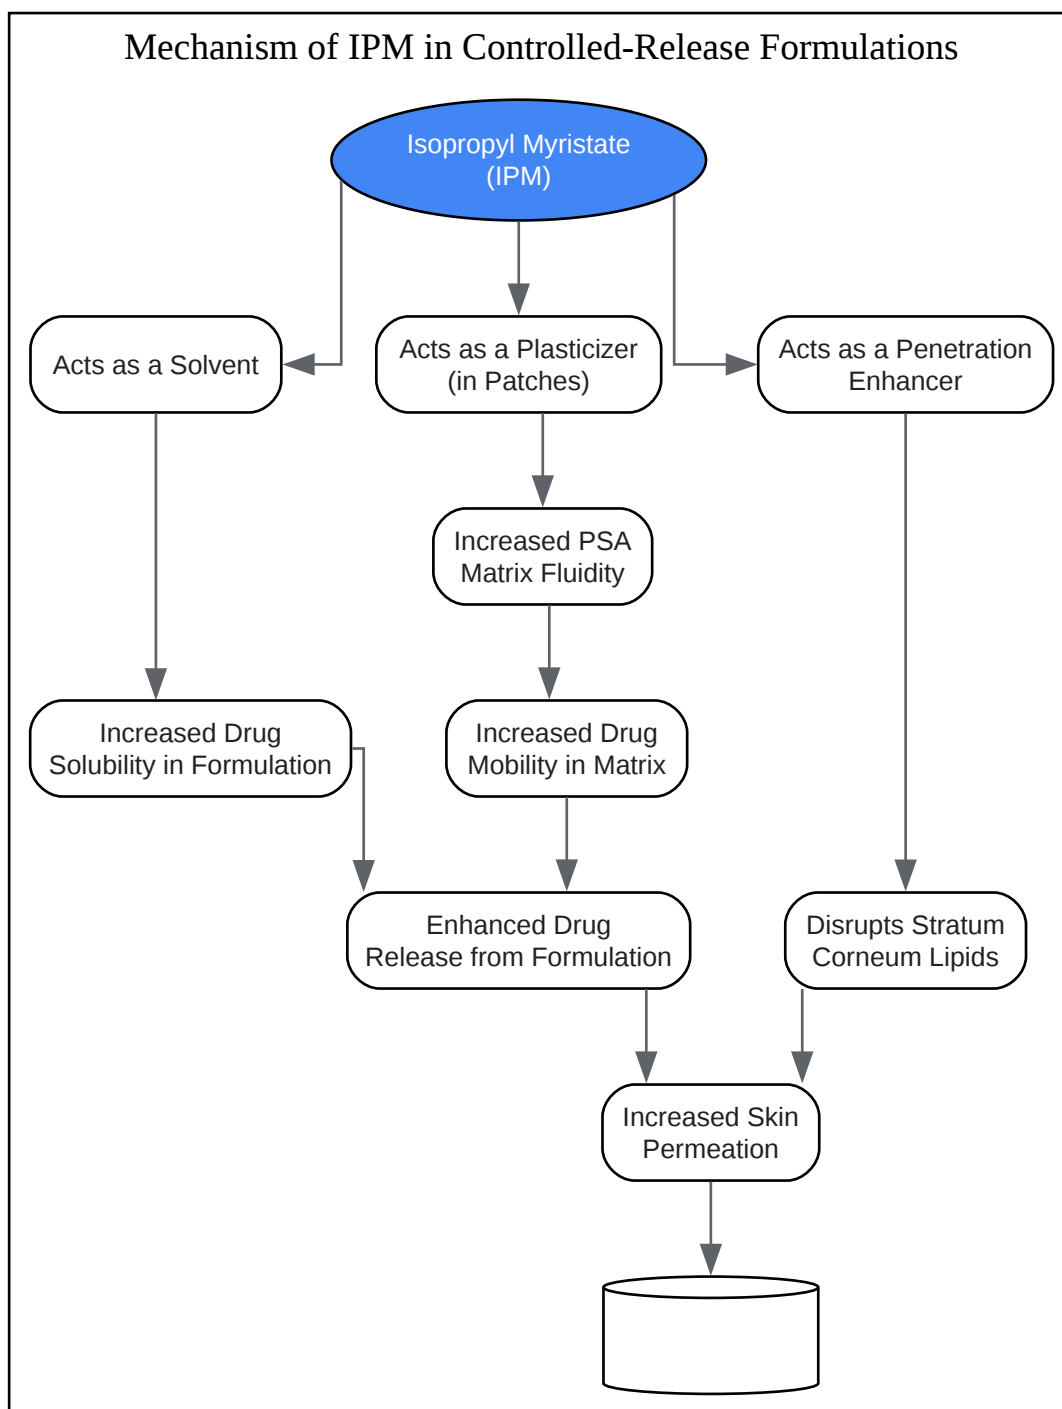 Mechanism of IPM in Controlled-Release Formulations
Isopropyl Myristate
(IPM)
Acts as a Solvent
Acts as a Plasticizer
(in Patches)
Acts as a Penetration
Enhancer
Increased PSA
Matrix Fluidity
Increased Drug
Solubility in Formulation
Increased Drug
Mobility in Matrix
Enhanced Drug
Release from Formulation
Disrupts Stratum
Corneum Lipids
Increased Skin
Permeation